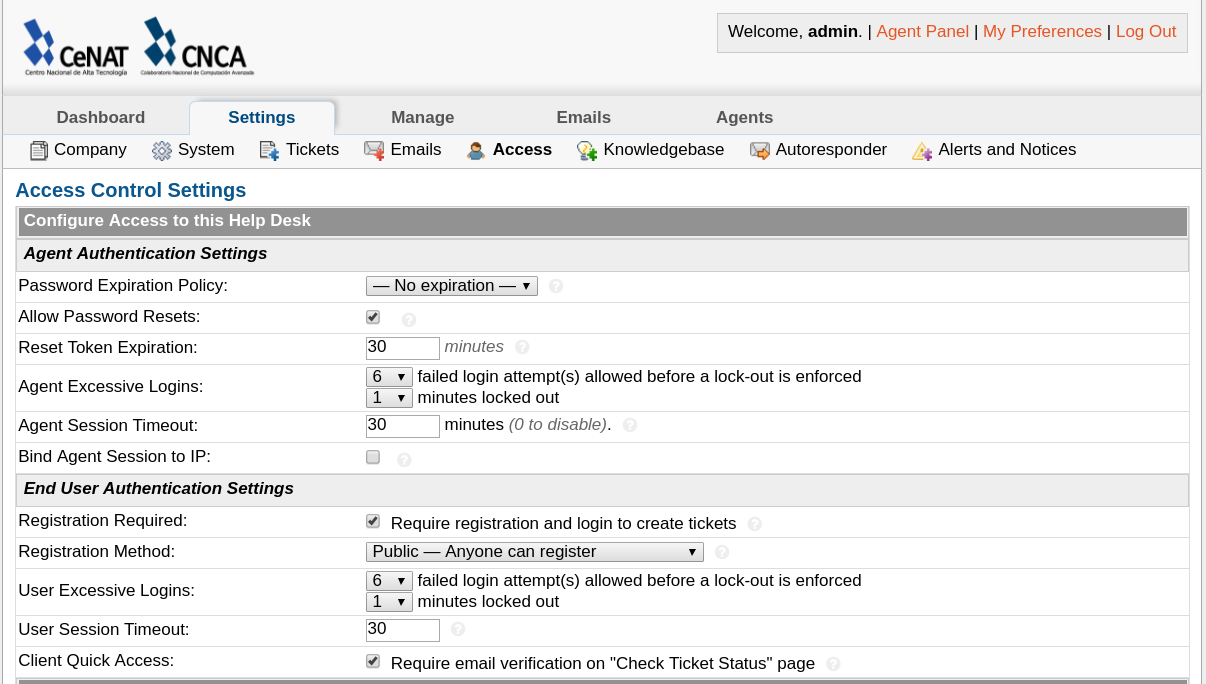 CeNAT
Centro Nacional de Alta Tecnología
CNCA
Colaboratorio Nacional de Computación Avanzada
Welcome, admin. | Agent Panel | My Preferences | Log Out
Dashboard Settings Manage Emails Agents
Company System Tickets Emails Access Knowledgebase Autoresponder Alerts and Notices
Access Control Settings
Configure Access to this Help Desk
Agent Authentication Settings
Password Expiration Policy: — No expiration — ?
Allow Password Resets: ?
Reset Token Expiration: 30 minutes ?
Agent Excessive Logins: 6 failed login attempt(s) allowed before a lock-out is enforced
1 minutes locked out
Agent Session Timeout: 30 minutes (0 to disable). ?
Bind Agent Session to IP: ?
End User Authentication Settings
Registration Required: Require registration and login to create tickets ?
Registration Method: Public — Anyone can register ?
User Excessive Logins: 6 failed login attempt(s) allowed before a lock-out is enforced
1 minutes locked out
User Session Timeout: 30 ?
Client Quick Access: Require email verification on "Check Ticket Status" page ?